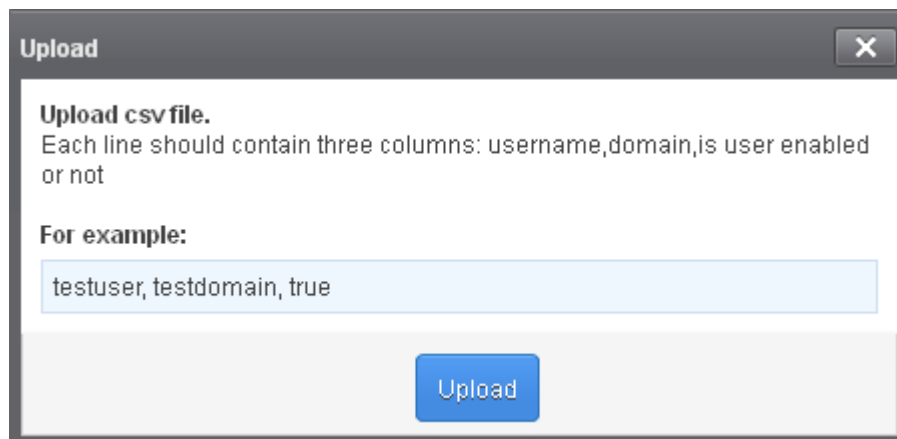 Upload
Upload csv file.
Each line should contain three columns: username,domain,is user enabled
or not
For example:
testuser, testdomain, true
Upload